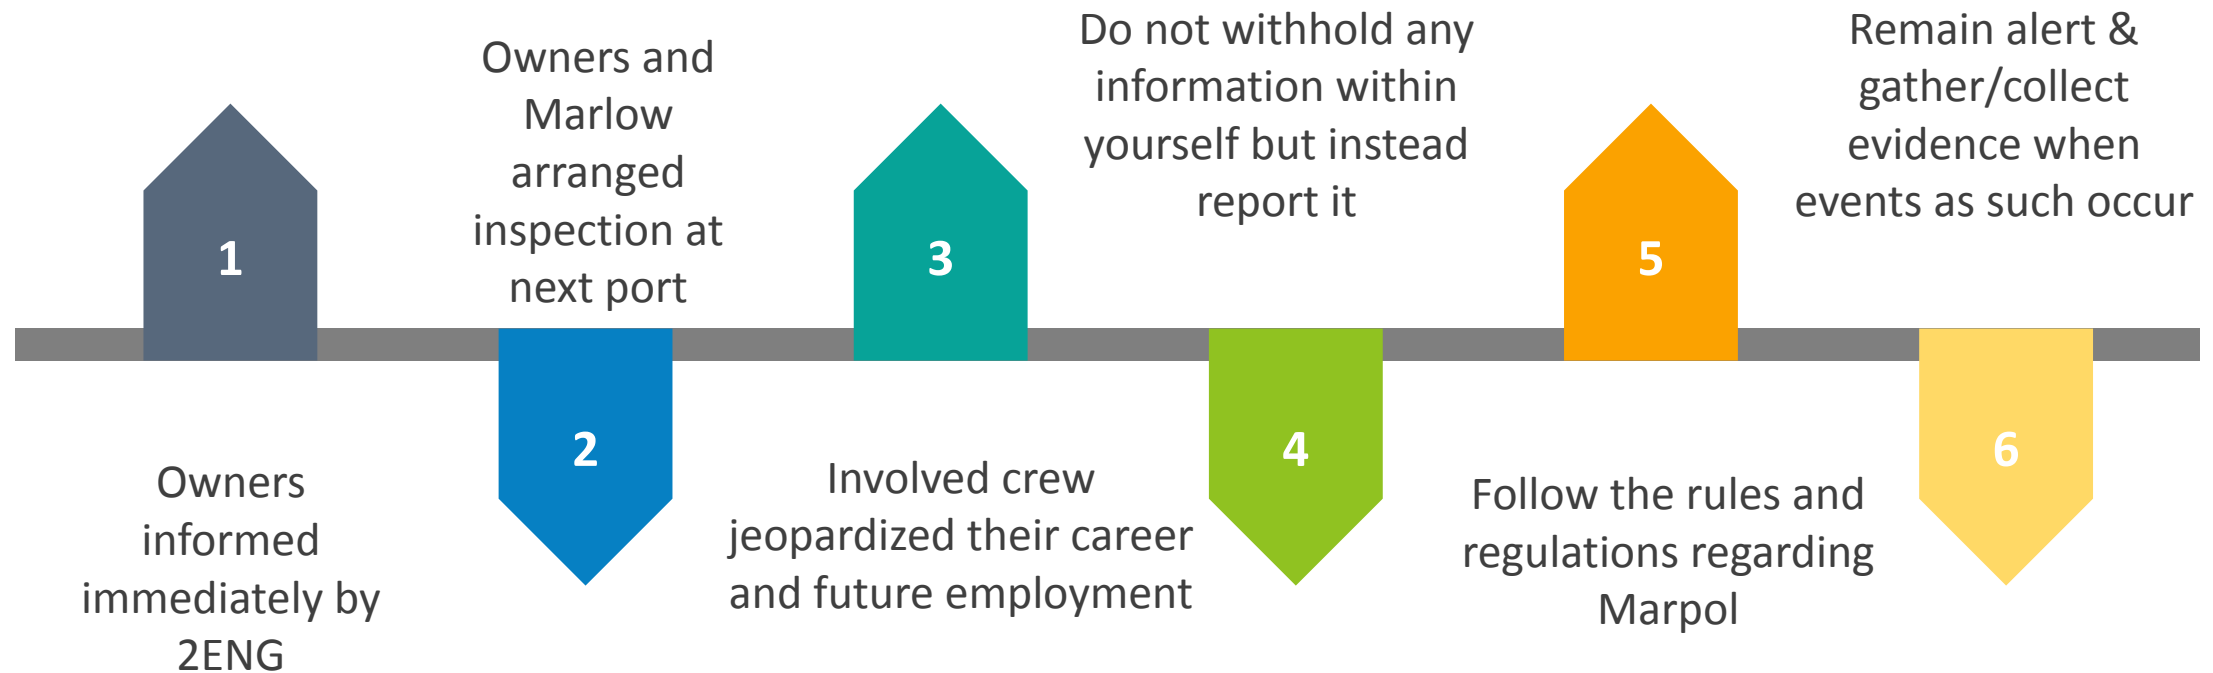 1
Owners
informed
immediately by
2ENG
Owners and
Marlow
arranged
inspection at
next port
2
3
Involved crew
jeopardized their career
and future employment
Do not withhold any
information within
yourself but instead
report it
4
5
Follow the rules and
regulations regarding
Marpol
Remain alert &
gather/collect
evidence when
events as such occur
6